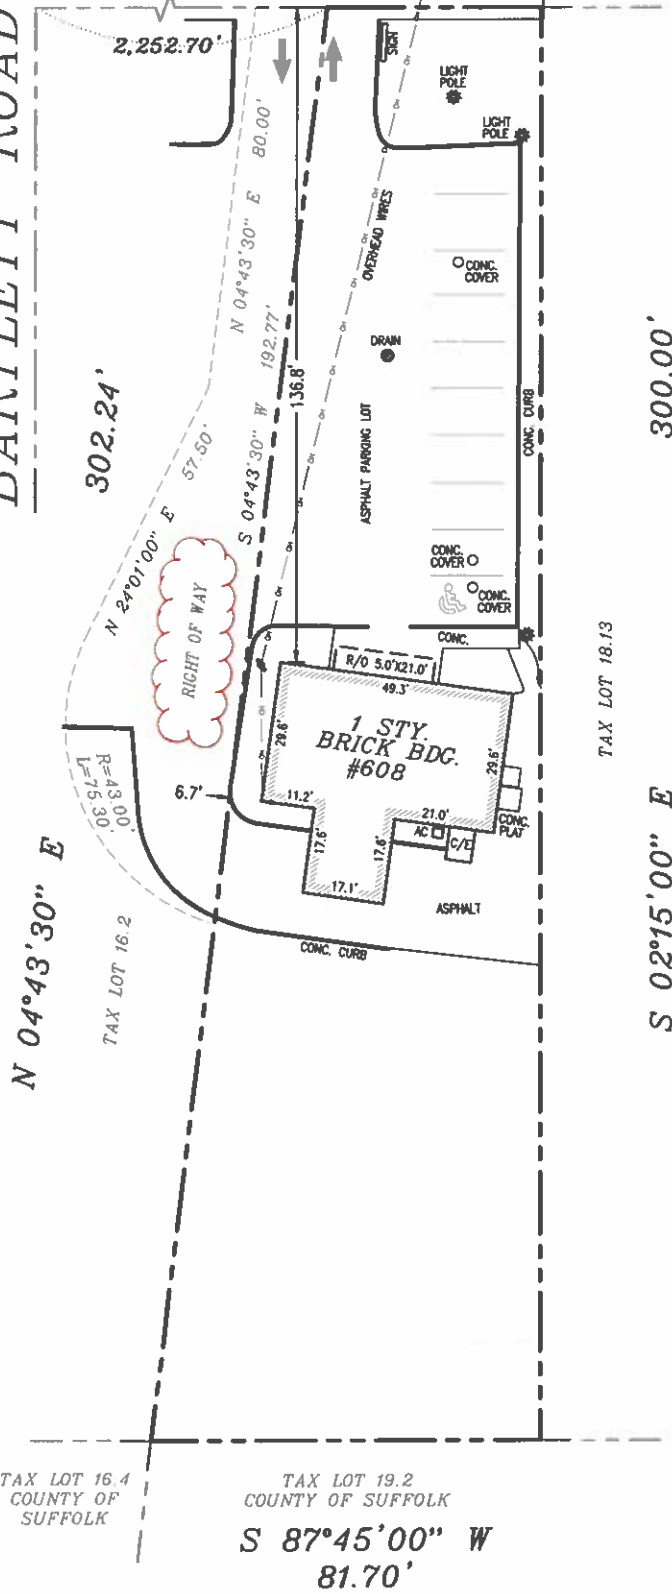 BARTLETT ROAD
2,252.70'
SIGN
LIGHT
POLE
LIGHT
POLE
N 04°43'30" E 80.00'
OVERHEAD WIRES
CONC.
COVER
S 04°43'30" W 192.77'
136.8'
DRAIN
302.24'
300.00'
N 24°01'00" E 57.50'
ASPHALT PARKING LOT
CONC. CURB
CONC.
COVER
CONC.
COVER
RIGHT OF WAY
CONC.
R/O 5.0'X21.0'
49.3'
TAX LOT 18.13
29.6'
1 STY.
BRICK BDG.
#608
29.6'
R=43.00'
L=75.30'
6.7'
11.2'
21.0'
CONC.
PLAT
AC
C/E
17.6'
17.6'
17.1'
ASPHALT
N 04°43'30" E
TAX LOT 16.2
CONC. CURB
S 02°15'00" E
TAX LOT 16.4
COUNTY OF
SUFFOLK
TAX LOT 19.2
COUNTY OF SUFFOLK
S 87°45'00" W
81.70'